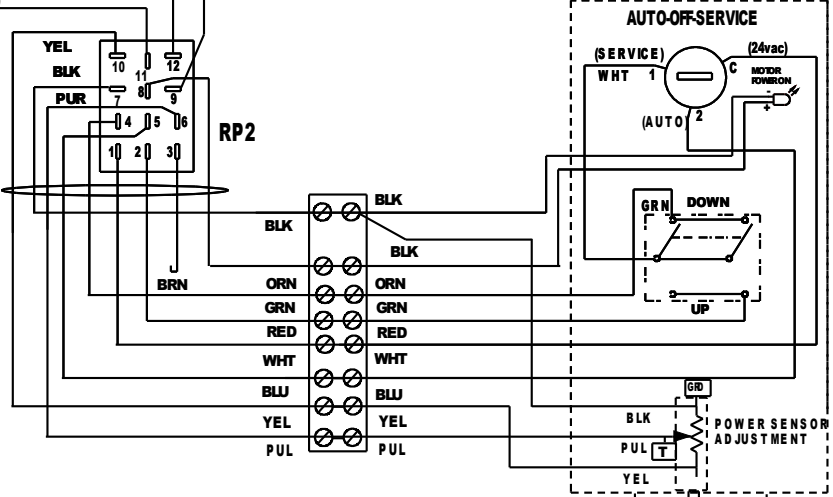 AUTO-OFF-SERVICE
YEL
BLK
PUR
10
11
12
7
8
9
4
5
6
1
2
3
RP2
(SERVICE)
WHT
1
C
(24vac)
MOTOR
POWER ON
-
+
(AUTO)
2
BLK
BLK
BLK
GRN
DOWN
UP
BRN
ORN
ORN
GRN
GRN
RED
RED
WHT
WHT
BLU
BLU
YEL
YEL
PUL
PUL
GRD
BLK
PUL
T
YEL
POWER SENSOR
ADJUSTMENT